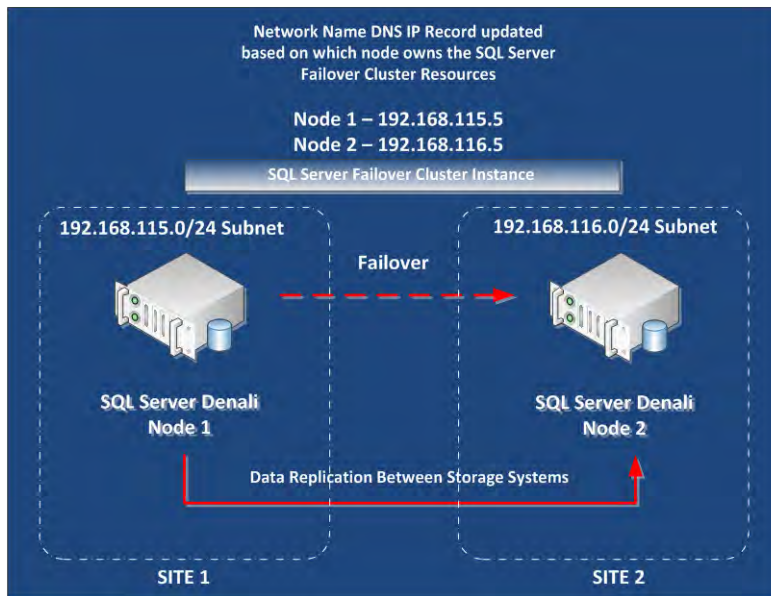 Network Name DNS IP Record updated
based on which node owns the SQL Server
Failover Cluster Resources
Node 1 – 192.168.115.5
Node 2 – 192.168.116.5
SQL Server Failover Cluster Instance
192.168.115.0/24 Subnet
192.168.116.0/24 Subnet
Failover
SQL Server Denali
Node 1
SQL Server Denali
Node 2
Data Replication Between Storage Systems
SITE 1
SITE 2